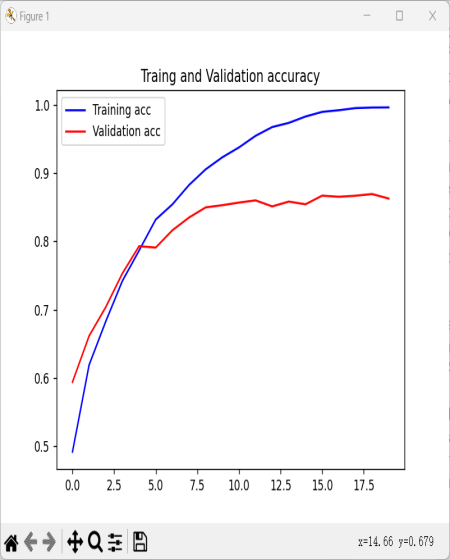 Figure 1
Traing and Validation accuracy
Training acc
Validation acc
1.0
0.9
0.8
0.7
0.6
0.5
0.0 2.5 5.0 7.5 10.0 12.5 15.0 17.5
x=14.66 y=0.679